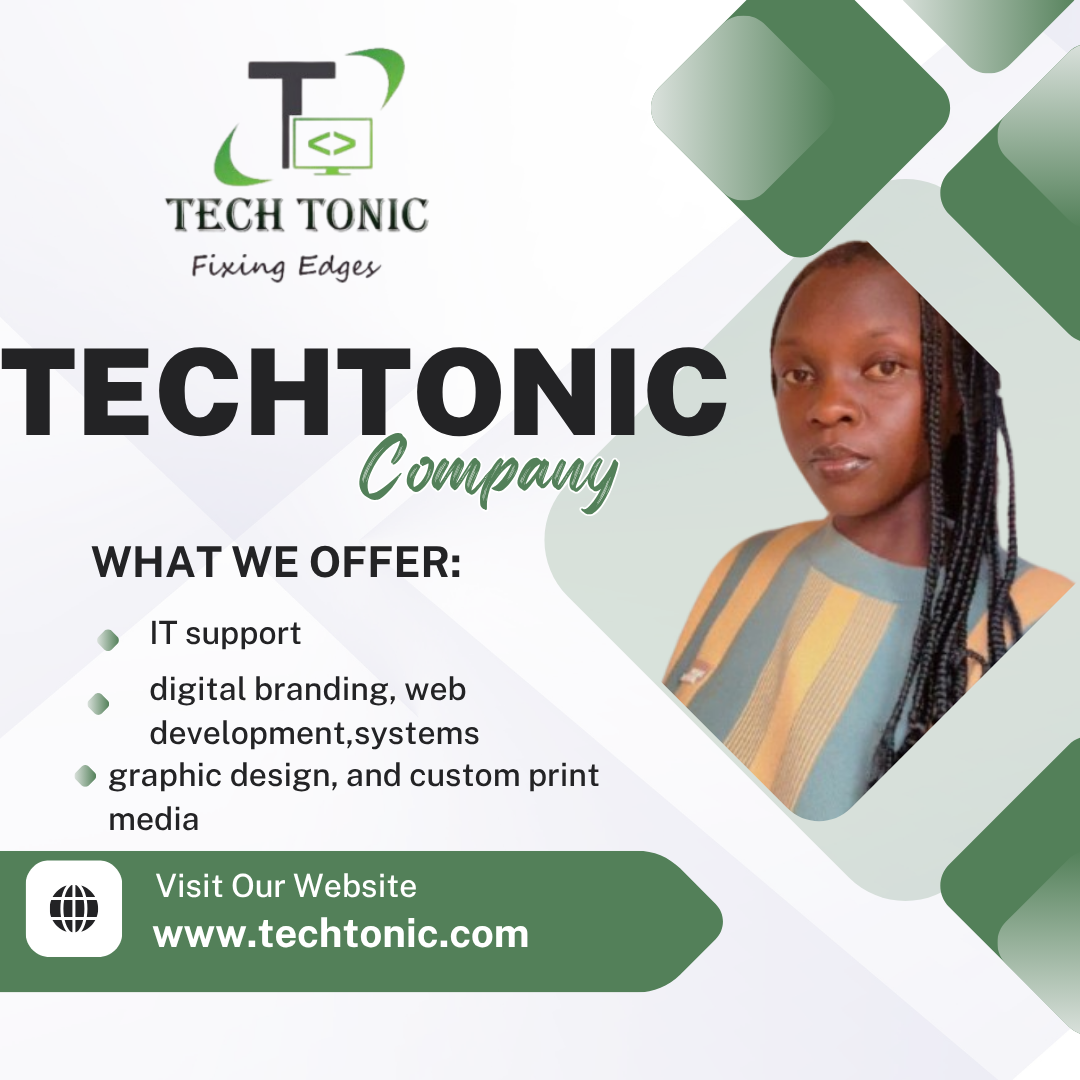 T
<>
TECH TONIC
Fixing Edges
TECHTONIC
Company
WHAT WE OFFER:
IT support
digital branding, web
development,systems
graphic design, and custom print
media
Visit Our Website
www.techtonic.com